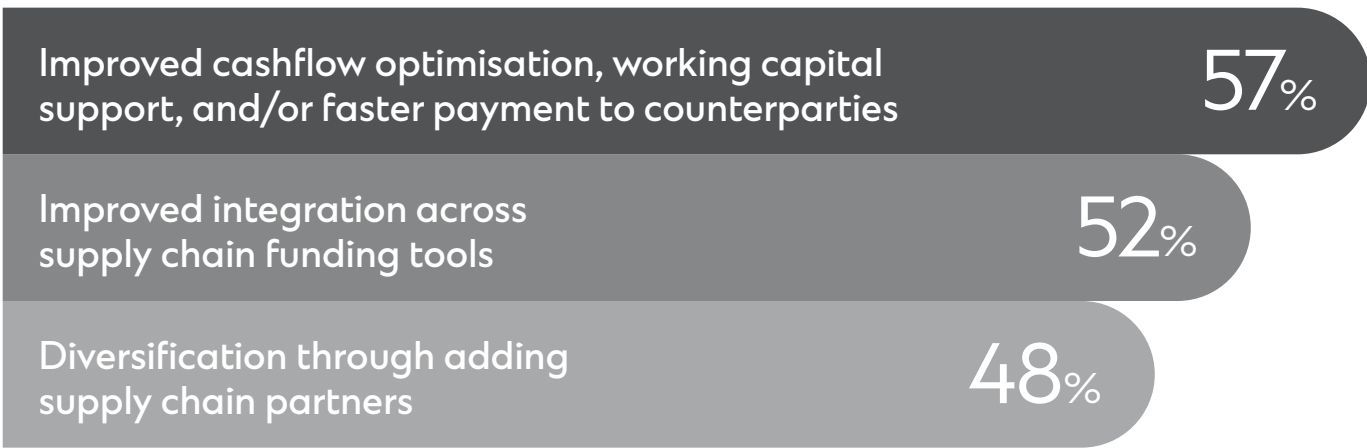 Improved cashflow optimisation, working capital
support, and/or faster payment to counterparties
57%
Improved integration across
supply chain funding tools
52%
Diversification through adding
supply chain partners
48%